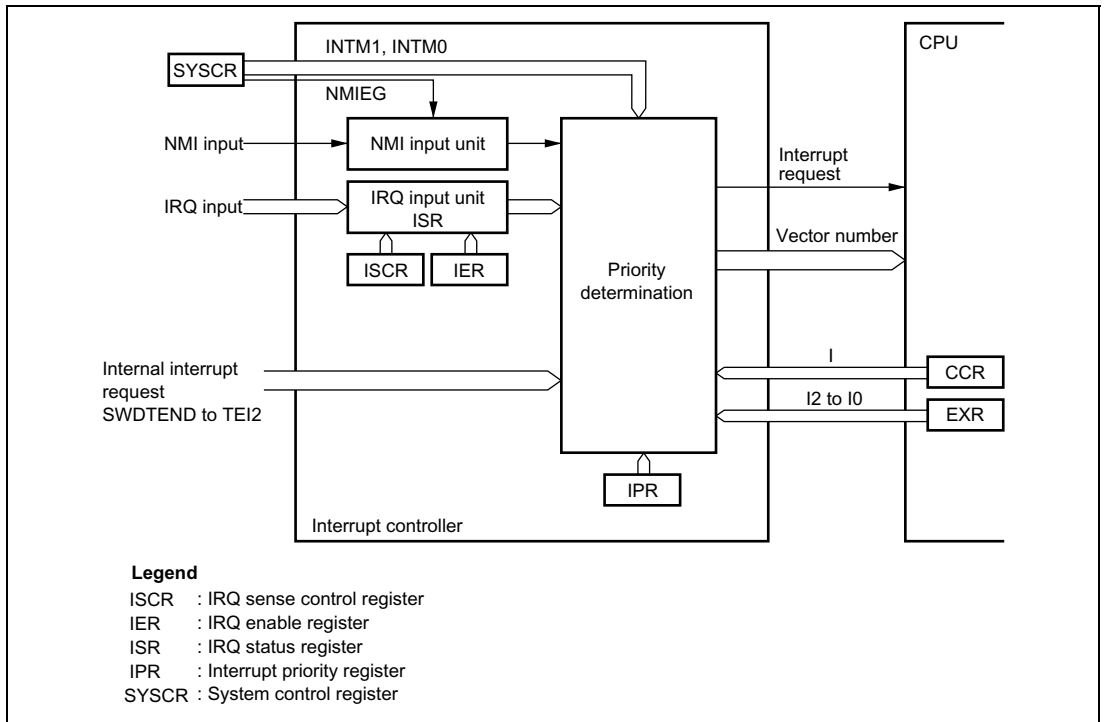 INTM1, INTM0
CPU
SYSCR
NMIEG
NMI input
NMI input unit
Interrupt
request
IRQ input
IRQ input unit
ISR
Vector number
ISCR
IER
Priority
determination
Internal interrupt
request
SWDTEND to TEI2
I
CCR
I2 to I0
EXR
IPR
Interrupt controller
Legend
ISCR : IRQ sense control register
IER : IRQ enable register
ISR : IRQ status register
IPR : Interrupt priority register
SYSCR : System control register